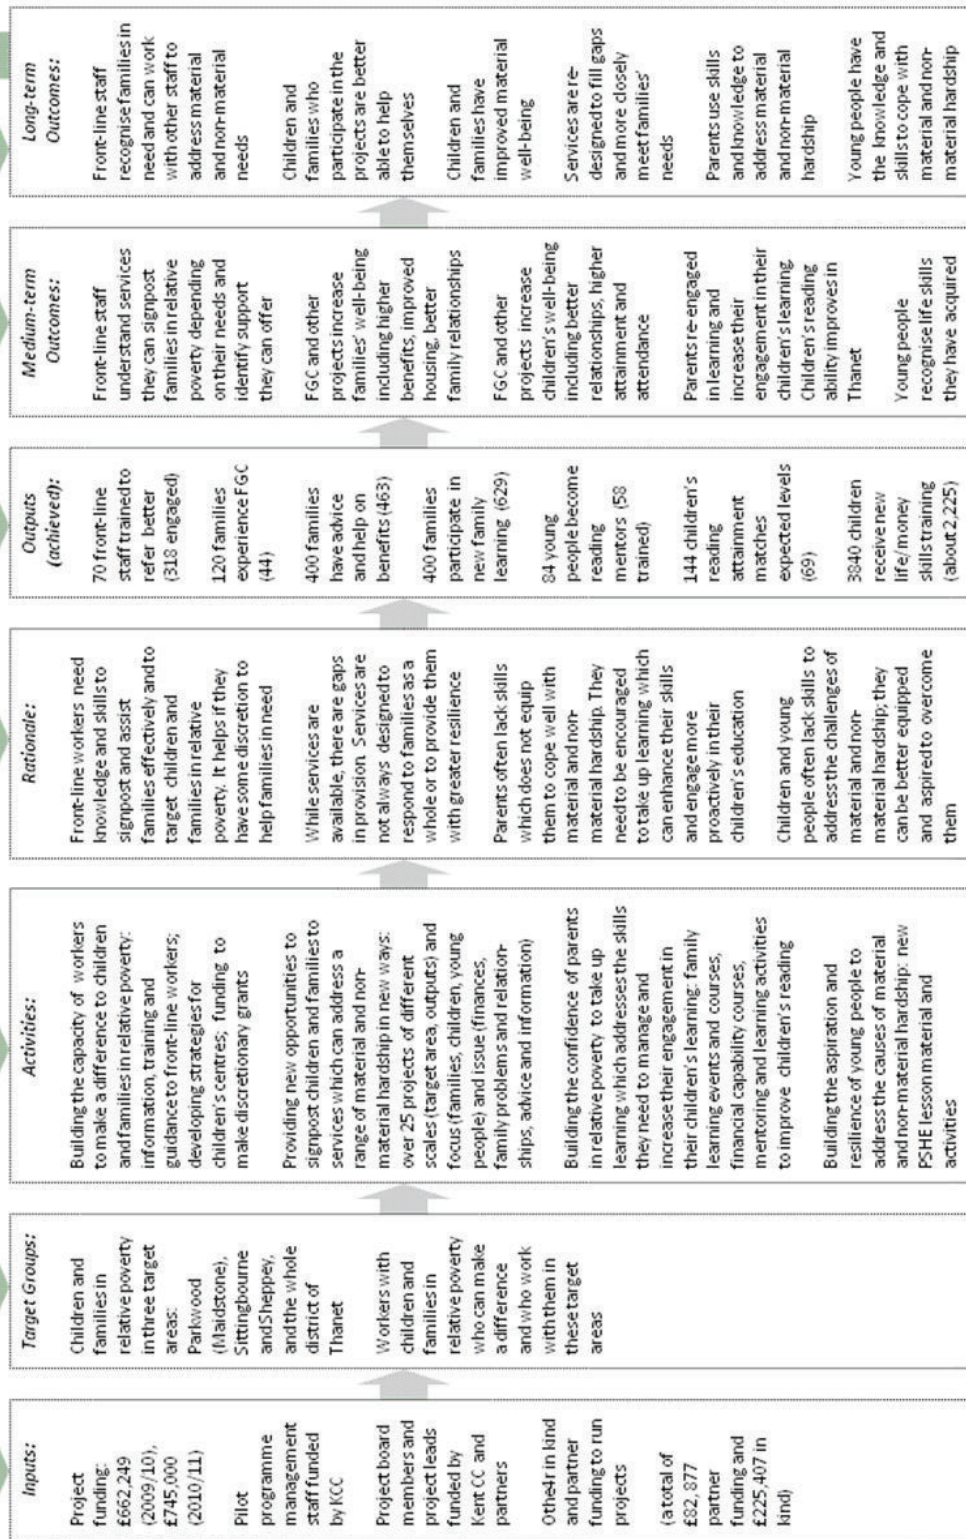 Inputs:
Project
funding:
£662,249
(2009/10),
£745,000
(2010/11)
Pilot
programme
management
staff funded
by KCC
Project board
members and
project leads
funded by
Kent CC and
partners
Othe4r in kind
and partner
funding to run
projects
(a total of
£82, 877
partner
funding and
£225,407 in
kind)
Target Groups:
Children and
families in
relative poverty
in three target
areas:
Parkwood
(Maidstone),
Sittingbourne
and Sheppey,
and the whole
district of
Thanet
Workers with
children and
families in
relative poverty
who can make
a difference
and who work
with them in
these target
areas
Activities:
Building the capacity of workers
to make a difference to children
and families in relative poverty:
information, training and
guidance to front-line workers;
developing strategies for
children's centres; funding to
make discretionary grants
Providing new opportunities to
signpost children and families to
services which can address a
range of material and non-
material hardship in new ways:
over 25 projects of different
scales (target area, outputs) and
focus (families, children, young
people) and issue (finances,
family problems and relation-
ships, advice and information)
Building the confidence of parents
in relative poverty to take up
learning which addresses the skills
they need to manage and
increase their engagement in
their children's learning: family
learning events and courses,
financial capability courses,
mentoring and learning activities
to improve children's reading
Building the aspiration and
resilience of young people to
address the causes of material
and non-material hardship: new
PSHE lesson material and
activities
Rationale:
Front-line workers need
knowledge and skills to
signpost and assist
families effectively and to
target children and
families in relative
poverty. It helps if they
have some discretion to
help families in need
While services are
available, there are gaps
in provision. Services are
not always designed to
respond to families as a
whole or to provide them
with greater resilience
Parents often lack skills
which does not equip
them to cope well with
material and non-
material hardship. They
need to be encouraged
to take up learning which
can enhance their skills
and engage more
proactively in their
children's education
Children and young
people often lack skills to
address the challenges of
material and non-
material hardship; they
can be better equipped
and aspired to overcome
them
Outputs
(achieved):
70 front-line
staff trained to
refer better
(318 engaged)
120 families
experience FGC
(44)
400 families
have advice
and help on
benefits (463)
400 families
participate in
new family
learning (629)
84 young
people become
reading
mentors (58
trained)
144 children's
reading
attainment
matches
expected levels
(69)
3840 children
receive new
life/money
skills training
(about 2,225)
Medium-term
Outcomes:
Front-line staff
understand services
they can signpost
families in relative
poverty depending
on their needs and
identify support
they can offer
FGC and other
projects increase
families' well-being
including higher
benefits, improved
housing, better
family relationships
FGC and other
projects increase
children's well-being
including better
relationships, higher
attainment and
attendance
Parents re-engaged
in learning and
increase their
engagement in their
children's learning.
Children's reading
ability improves in
Thanet
Young people
recognise life skills
they have acquired
Long-term
Outcomes:
Front-line staff
recognise families in
need and can work
with other staff to
address material
and non-material
needs
Children and
families who
participate in the
projects are better
able to help
themselves
Children and
families have
improved material
well-being
Services are re-
designed to fill gaps
and more closely
meet families'
needs
Parents use skills
and knowledge to
address material
and non-material
hardship
Young people have
the knowledge and
skills to cope with
material and non-
material hardship